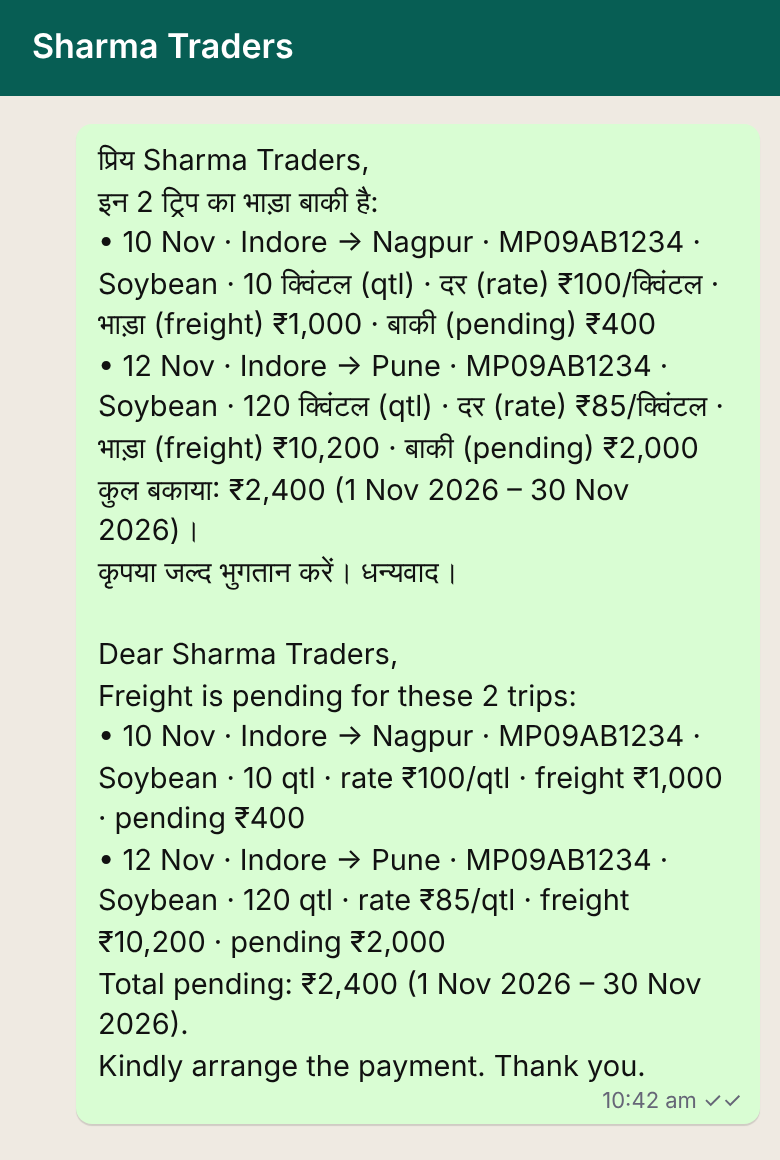 Sharma Traders
प्रिय Sharma Traders,
इन 2 ट्रिप का भाड़ा बाकी है:
• 10 Nov · Indore → Nagpur · MP09AB1234 ·
Soybean · 10 क्विंटल (qtl) · दर (rate) ₹100/क्विंटल ·
भाड़ा (freight) ₹1,000 · बाकी (pending) ₹400
• 12 Nov · Indore → Pune · MP09AB1234 ·
Soybean · 120 क्विंटल (qtl) · दर (rate) ₹85/क्विंटल ·
भाड़ा (freight) ₹10,200 · बाकी (pending) ₹2,000
कुल बकाया: ₹2,400 (1 Nov 2026 – 30 Nov
2026)।
कृपया जल्द भुगतान करें। धन्यवाद।
Dear Sharma Traders,
Freight is pending for these 2 trips:
• 10 Nov · Indore → Nagpur · MP09AB1234 ·
Soybean · 10 qtl · rate ₹100/qtl · freight ₹1,000
· pending ₹400
• 12 Nov · Indore → Pune · MP09AB1234 ·
Soybean · 120 qtl · rate ₹85/qtl · freight
₹10,200 · pending ₹2,000
Total pending: ₹2,400 (1 Nov 2026 – 30 Nov
2026).
Kindly arrange the payment. Thank you.
10:42 am ✓✓